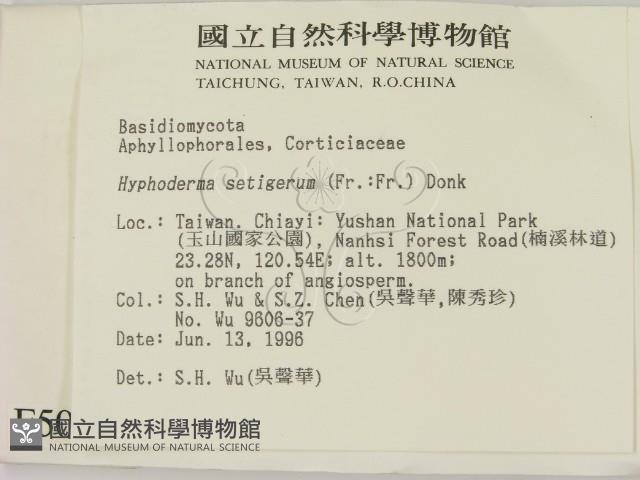 國立自然科學博物館
NATIONAL MUSEUM OF NATURAL SCIENCE
TAICHUNG, TAIWAN, R.O.CHINA
Basidiomycota
Aphyllophorales, Corticiaceae
Hyphoderma setigerum (Fr.:Fr.) Donk
Loc.: Taiwan. Chiayi: Yushan National Park
(玉山國家公園), Nanhsi Forest Road(楠溪林道)
23.28N, 120.54E; alt. 1800m;
on branch of angiosperm.
Col.: S.H. Wu & S.Z. Chen(吳聲華,陳秀珍)
No. Wu 9606-37
Date: Jun. 13, 1996
Det.: S.H. Wu(吳聲華)
國立自然科學博物館
NATIONAL MUSEUM OF NATURAL SCIENCE